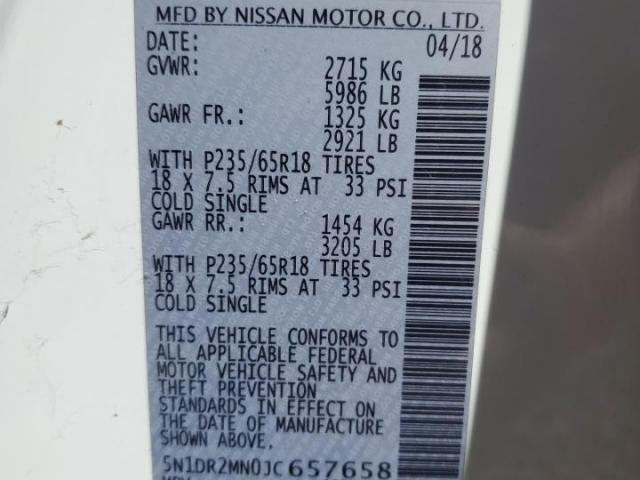 MFD BY NISSAN MOTOR CO., LTD.
DATE: 04/18
GVWR: 2715 KG
5986 LB
GAWR FR.: 1325 KG
2921 LB
WITH P235/65R18 TIRES
18 X 7.5 RIMS AT 33 PSI
COLD SINGLE
GAWR RR.: 1454 KG
3205 LB
WITH P235/65R18 TIRES
18 X 7.5 RIMS AT 33 PSI
COLD SINGLE
THIS VEHICLE CONFORMS TO
ALL APPLICABLE FEDERAL
MOTOR VEHICLE SAFETY AND
THEFT PREVENTION
STANDARDS IN EFFECT ON
THE DATE OF MANUFACTURE
SHOWN ABOVE.
5N1DR2MN0JC657658